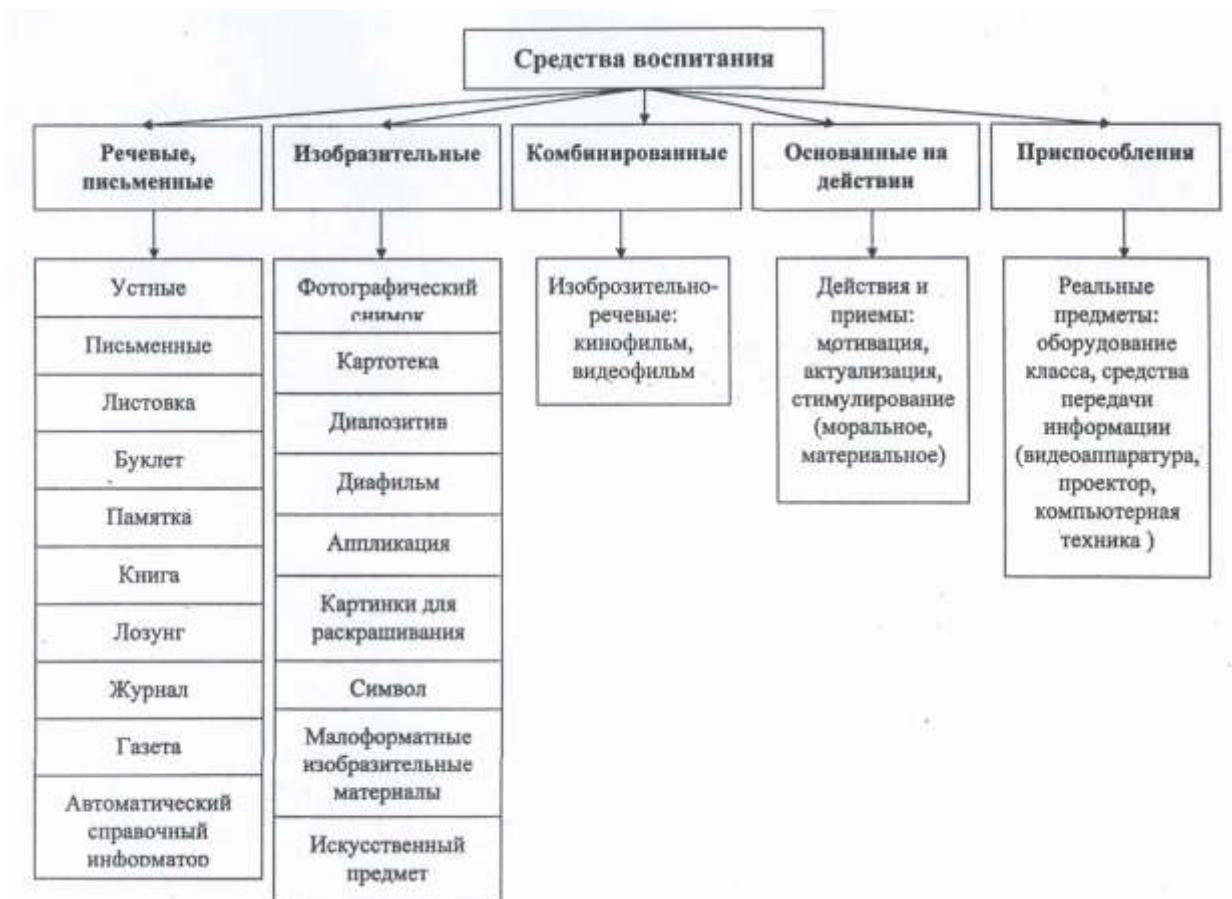 Средства воспитания
Речевые,
письменные
Изобразительные
Комбинированные
Основанные на
действии
Приспособления
Устные
Письменные
Листовка
Буклет
Памятка
Книга
Лозунг
Журнал
Газета
Автоматический
справочный
информатор
Фотографический
снимок
Картотека
Диапозитив
Диафильм
Аппликация
Картинки для
раскрашивания
Символ
Малоформатные
изобразительные
материалы
Искусственный
предмет
Изоброзительно-
речевые:
кинофильм,
видеофильм
Действия и
приемы:
мотивация,
актуализация,
стимулирование
(моральное,
материальное)
Реальные
предметы:
оборудование
класса, средства
передачи
информации
(видеоаппаратура,
проектор,
компьютерная
техника )